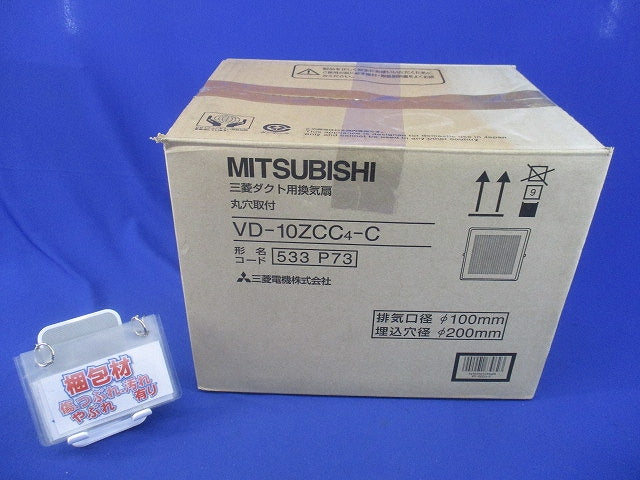 MITSUBISHI
三菱ダクト用換気扇
丸穴取付
VD-10ZCC4-C
形名
コード 533 P73
三菱電機株式会社
9
排気口径 φ100mm
埋込穴径 φ200mm
梱包材
傷つぶれ汚れ
やぶれ 有り